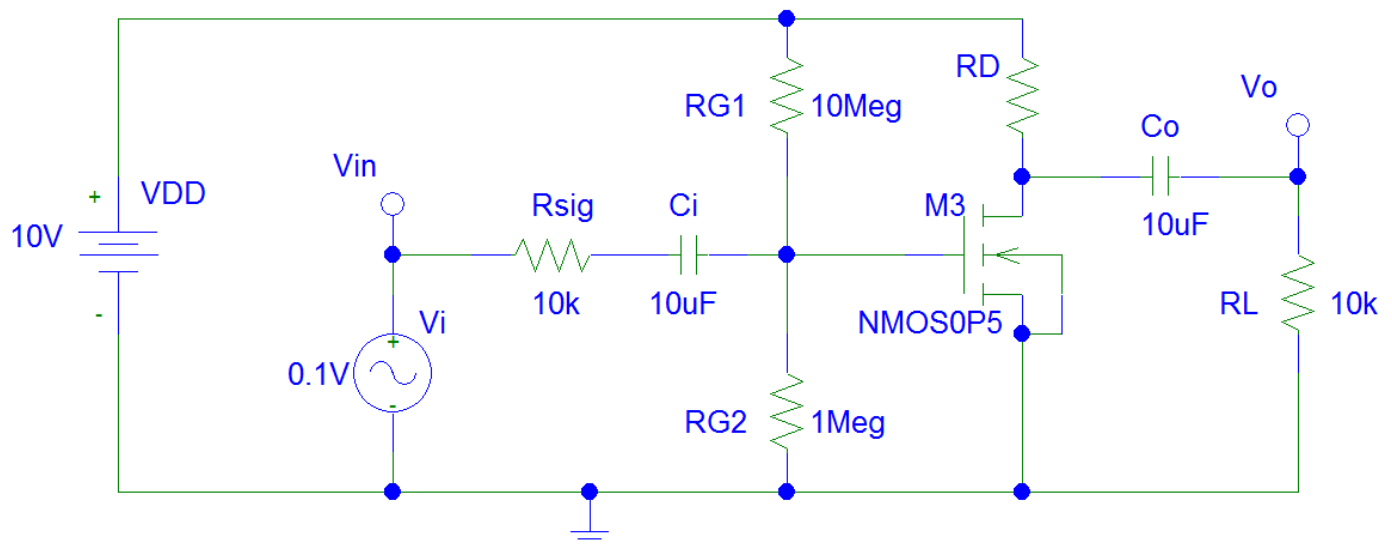 RD
Vo
RG1
10Meg
Co
Vin
+
VDD
M3
Rsig
Ci
10uF
10V
10k
10uF
NMOS0P5
RL
10k
-
Vi
+
0.1V
-
RG2
1Meg